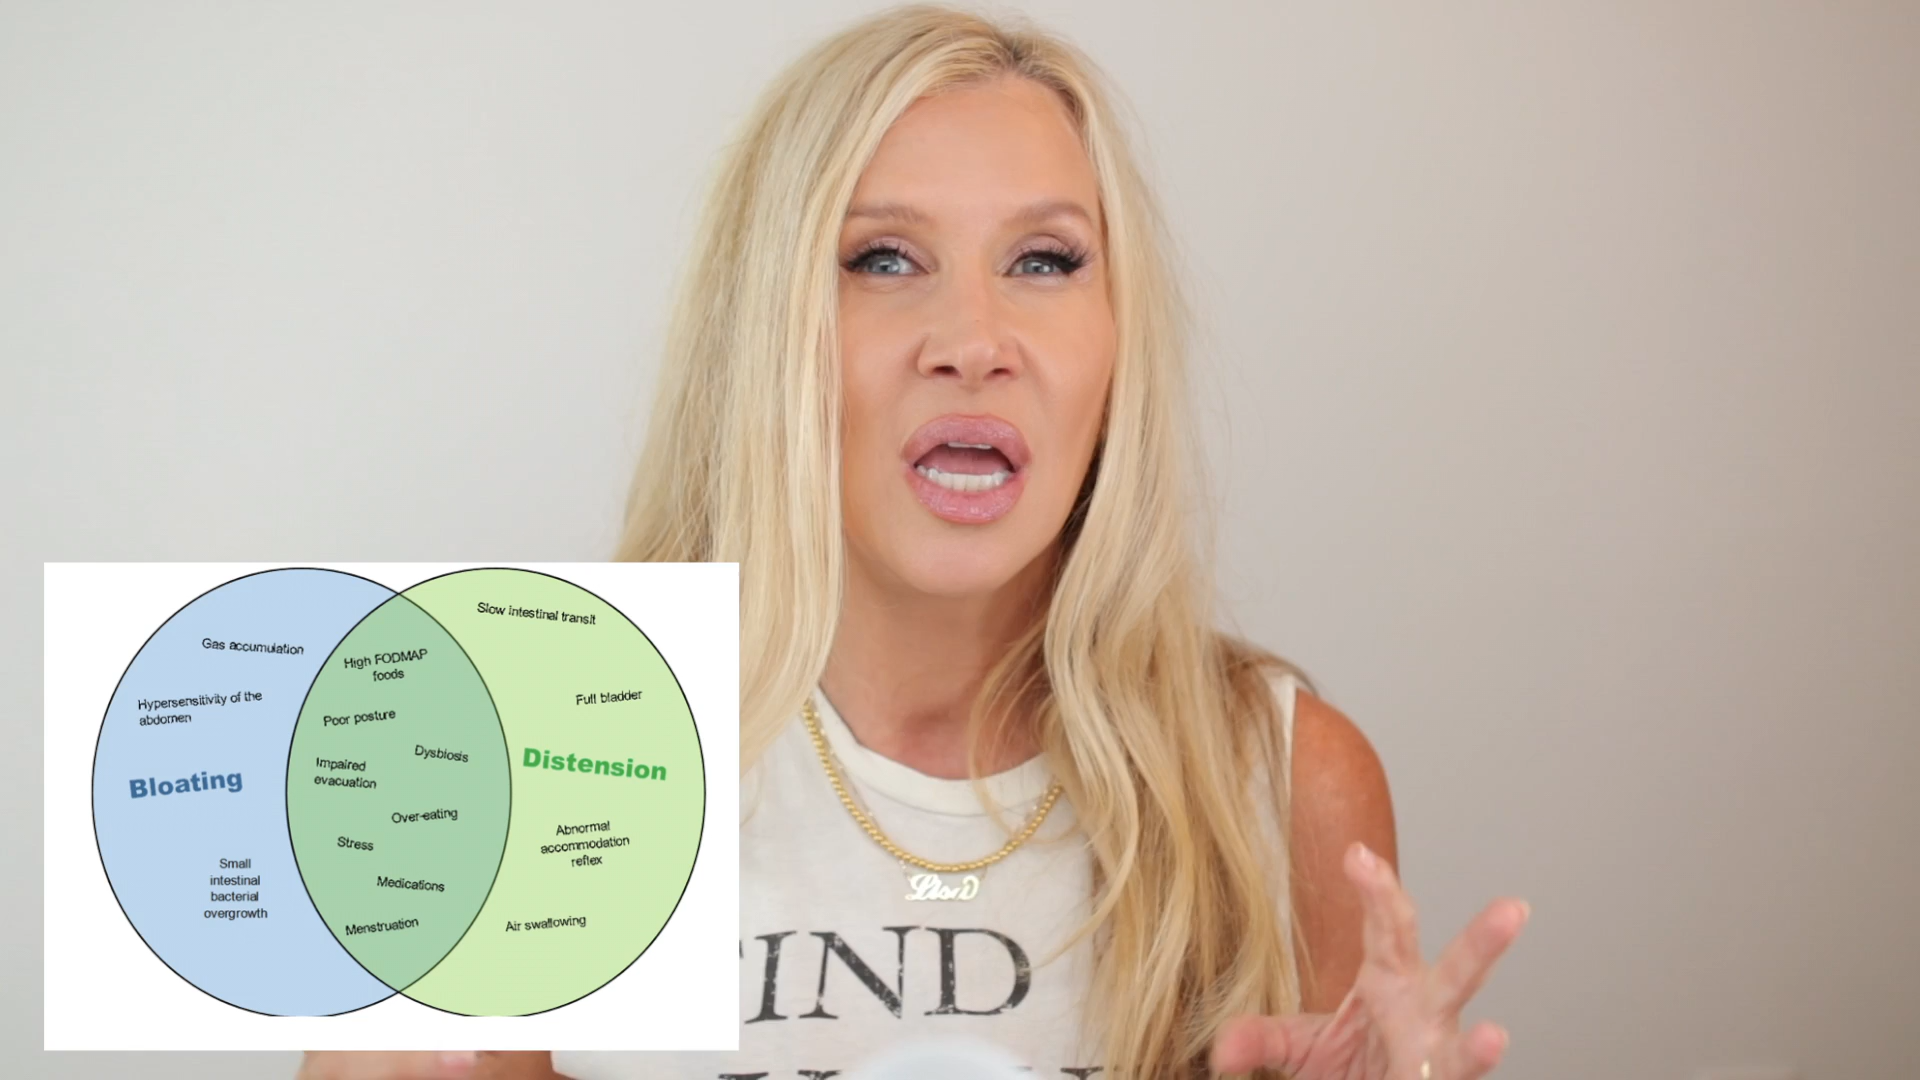 Slow intestinal transit
Gas accumulation
High FODMAP
foods
Hypersensitivity of the
abdomen
Full bladder
Poor posture
Dysbiosis
Impaired
evacuation
Bloating
Distension
Over-eating
Abnormal
accommodation
reflex
Stress
Small
intestinal
bacterial
overgrowth
Medications
Menstruation
Air swallowing
Lisa
IND